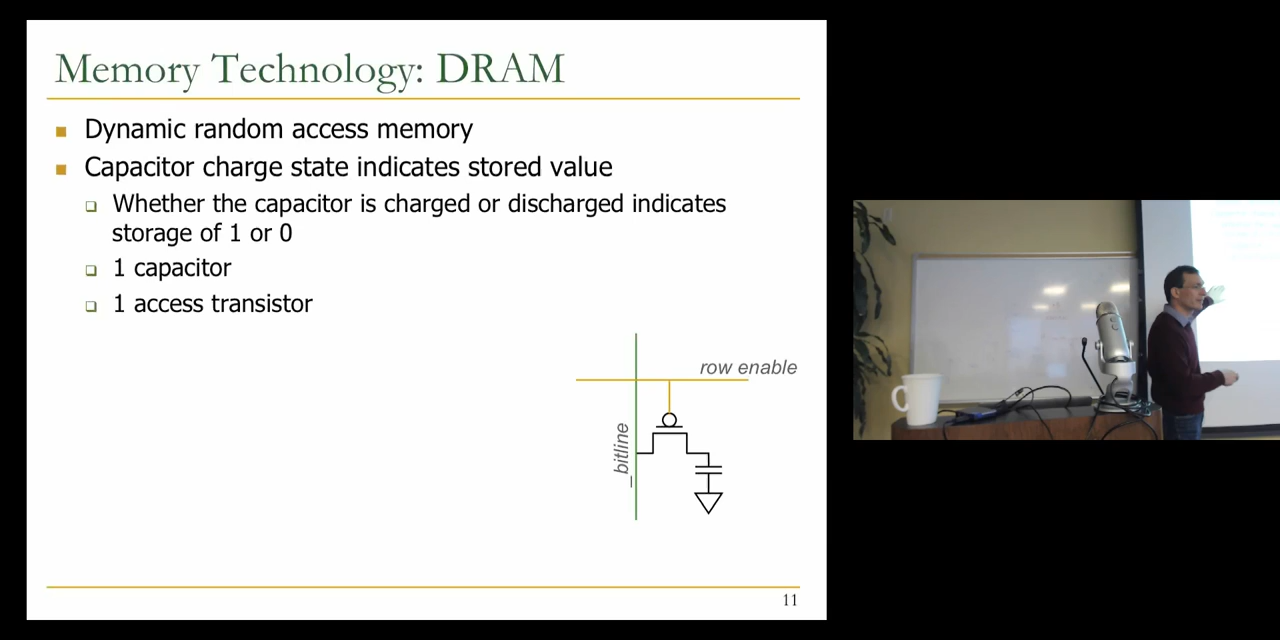 Memory Technology: DRAM
Dynamic random access memory
Capacitor charge state indicates stored value
Whether the capacitor is charged or discharged indicates
storage of 1 or 0
1 capacitor
1 access transistor
row enable
_bitline
11